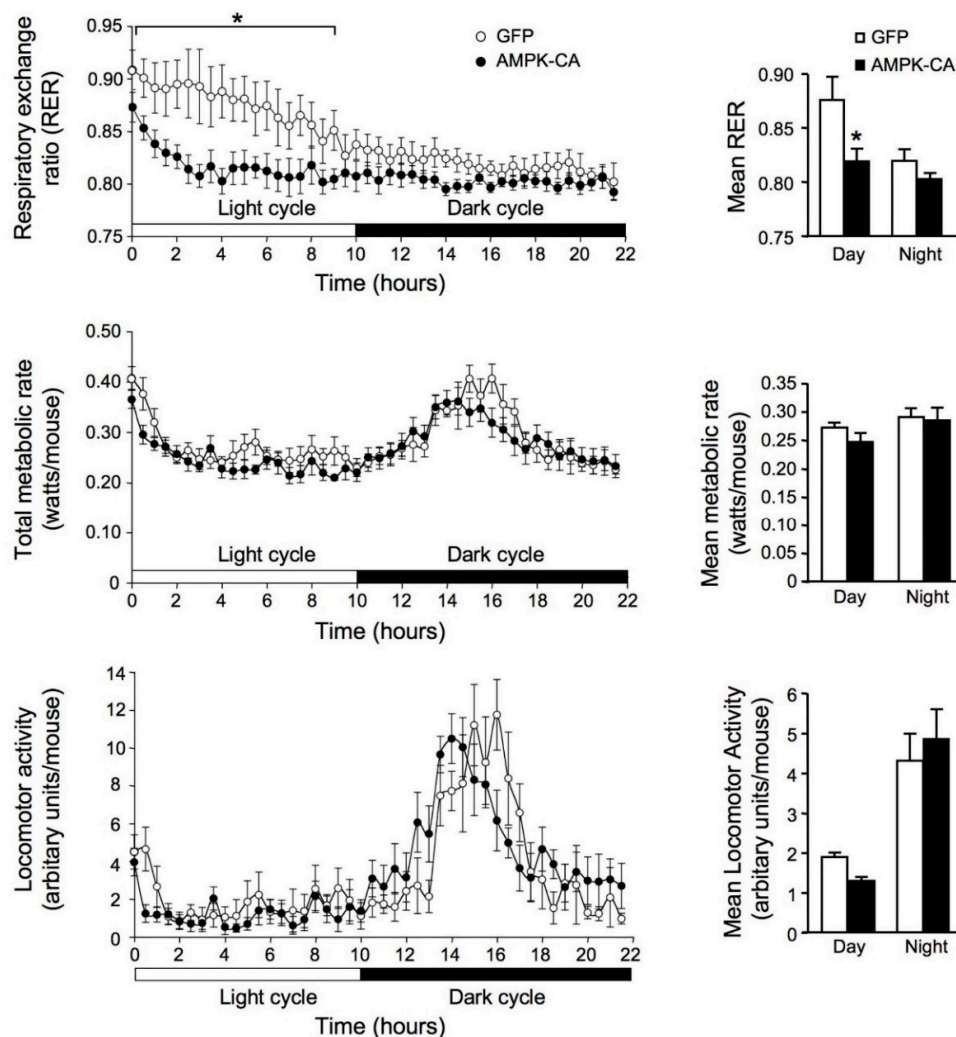 Respiratory exchange
ratio (RER)
0.95
0.90
0.85
0.80
0.75
*
GFP
AMPK-CA
Light cycle
Dark cycle
0 2 4 6 8 10 12 14 16 18 20 22
Time (hours)
GFP
AMPK-CA
Mean RER
0.90
0.85
0.80
0.75
*
Day Night
Total metabolic rate
(watts/mouse)
0.50
0.40
0.30
0.20
0.10
0
Light cycle
Dark cycle
0 2 4 6 8 10 12 14 16 18 20 22
Time (hours)
Mean metabolic rate
(watts/mouse)
0.35
0.30
0.25
0.20
0.15
0.10
0.05
0
Day Night
Locomotor activity
(arbitary units/mouse)
14
12
10
8
6
4
2
0
0 2 4 6 8 10 12 14 16 18 20 22
Light cycle
Dark cycle
Time (hours)
Mean Locomotor Activity
(arbitary units/mouse)
6
5
4
3
2
1
0
Day Night